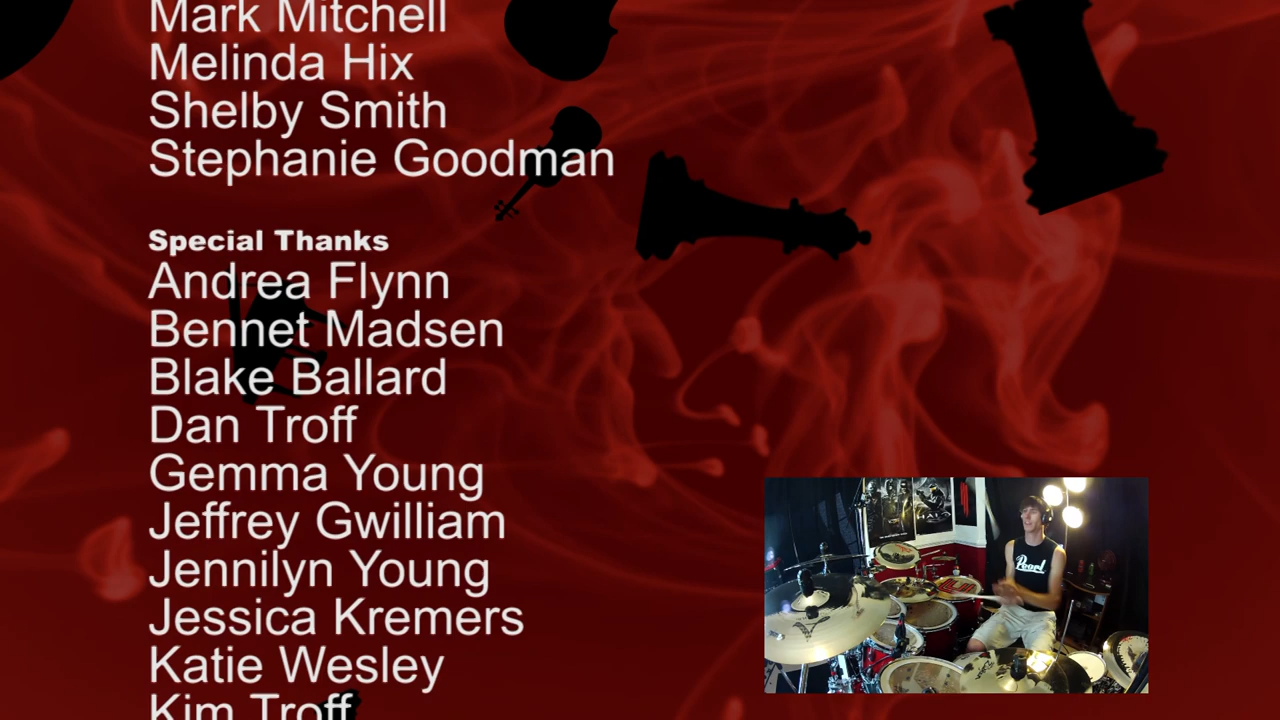 Mark Mitchell
Melinda Hix
Shelby Smith
Stephanie Goodman
Special Thanks
Andrea Flynn
Bennet Madsen
Blake Ballard
Dan Troff
Gemma Young
Jeffrey Gwilliam
Jennilyn Young
Jessica Kremers
Katie Wesley
Kim Troff
Pearl